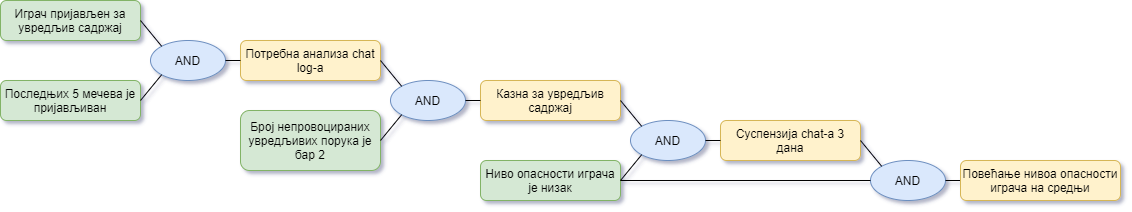 Играч пријављен за
увредљив садржај
AND
Последњих 5 мечева је
пријављиван
Потребна анализа chat
log-a
AND
Број непровоцираних
увредљивих порука је
бар 2
Казна за увредљив
садржај
AND
Ниво опасности играча
је низак
Суспензија chat-a 3
дана
AND
Повећање нивоа опасности
играча на средњи